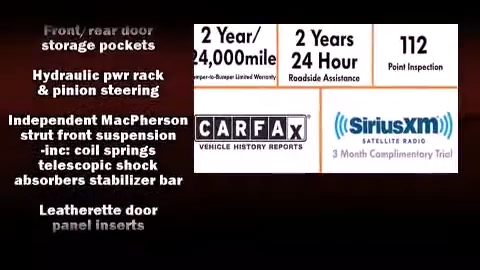 Front/rear door
storage pockets
Hydraulic pwr rack
& pinion steering
Independent MacPherson
strut front suspension
-inc: coil springs
telescopic shock
absorbers stabilizer bar
Leatherette door
panel inserts
2 Year/
24,000mile
mper-to-Bumper Limited Warranty
2 Years
24 Hour
Roadside Assistance
112
Point Inspection
CARFAX
VEHICLE HISTORY REPORTS
SiriusXM
SATELLITE RADIO
3 Month Complimentary Trial